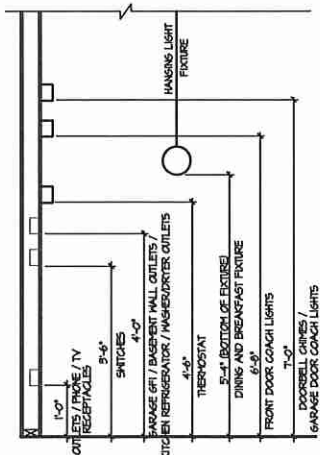 HANGING LIGHT
FIXTURE
1'-0"
OUTLETS / PHONE / TV
RECEPTACLES
3'-6"
SWITCHES
4'-0"
GARAGE GFI / BASEMENT WALL OUTLETS /
KITCHEN REFRIGERATOR / WASHER/DRYER OUTLETS
4'-6"
THERMOSTAT
5'-4" (BOTTOM OF FIXTURE)
DINING AND BREAKFAST FIXTURE
6'-8"
FRONT DOOR COACH LIGHTS
7'-0"
DOORBELL CHIMES /
GARAGE DOOR COACH LIGHTS